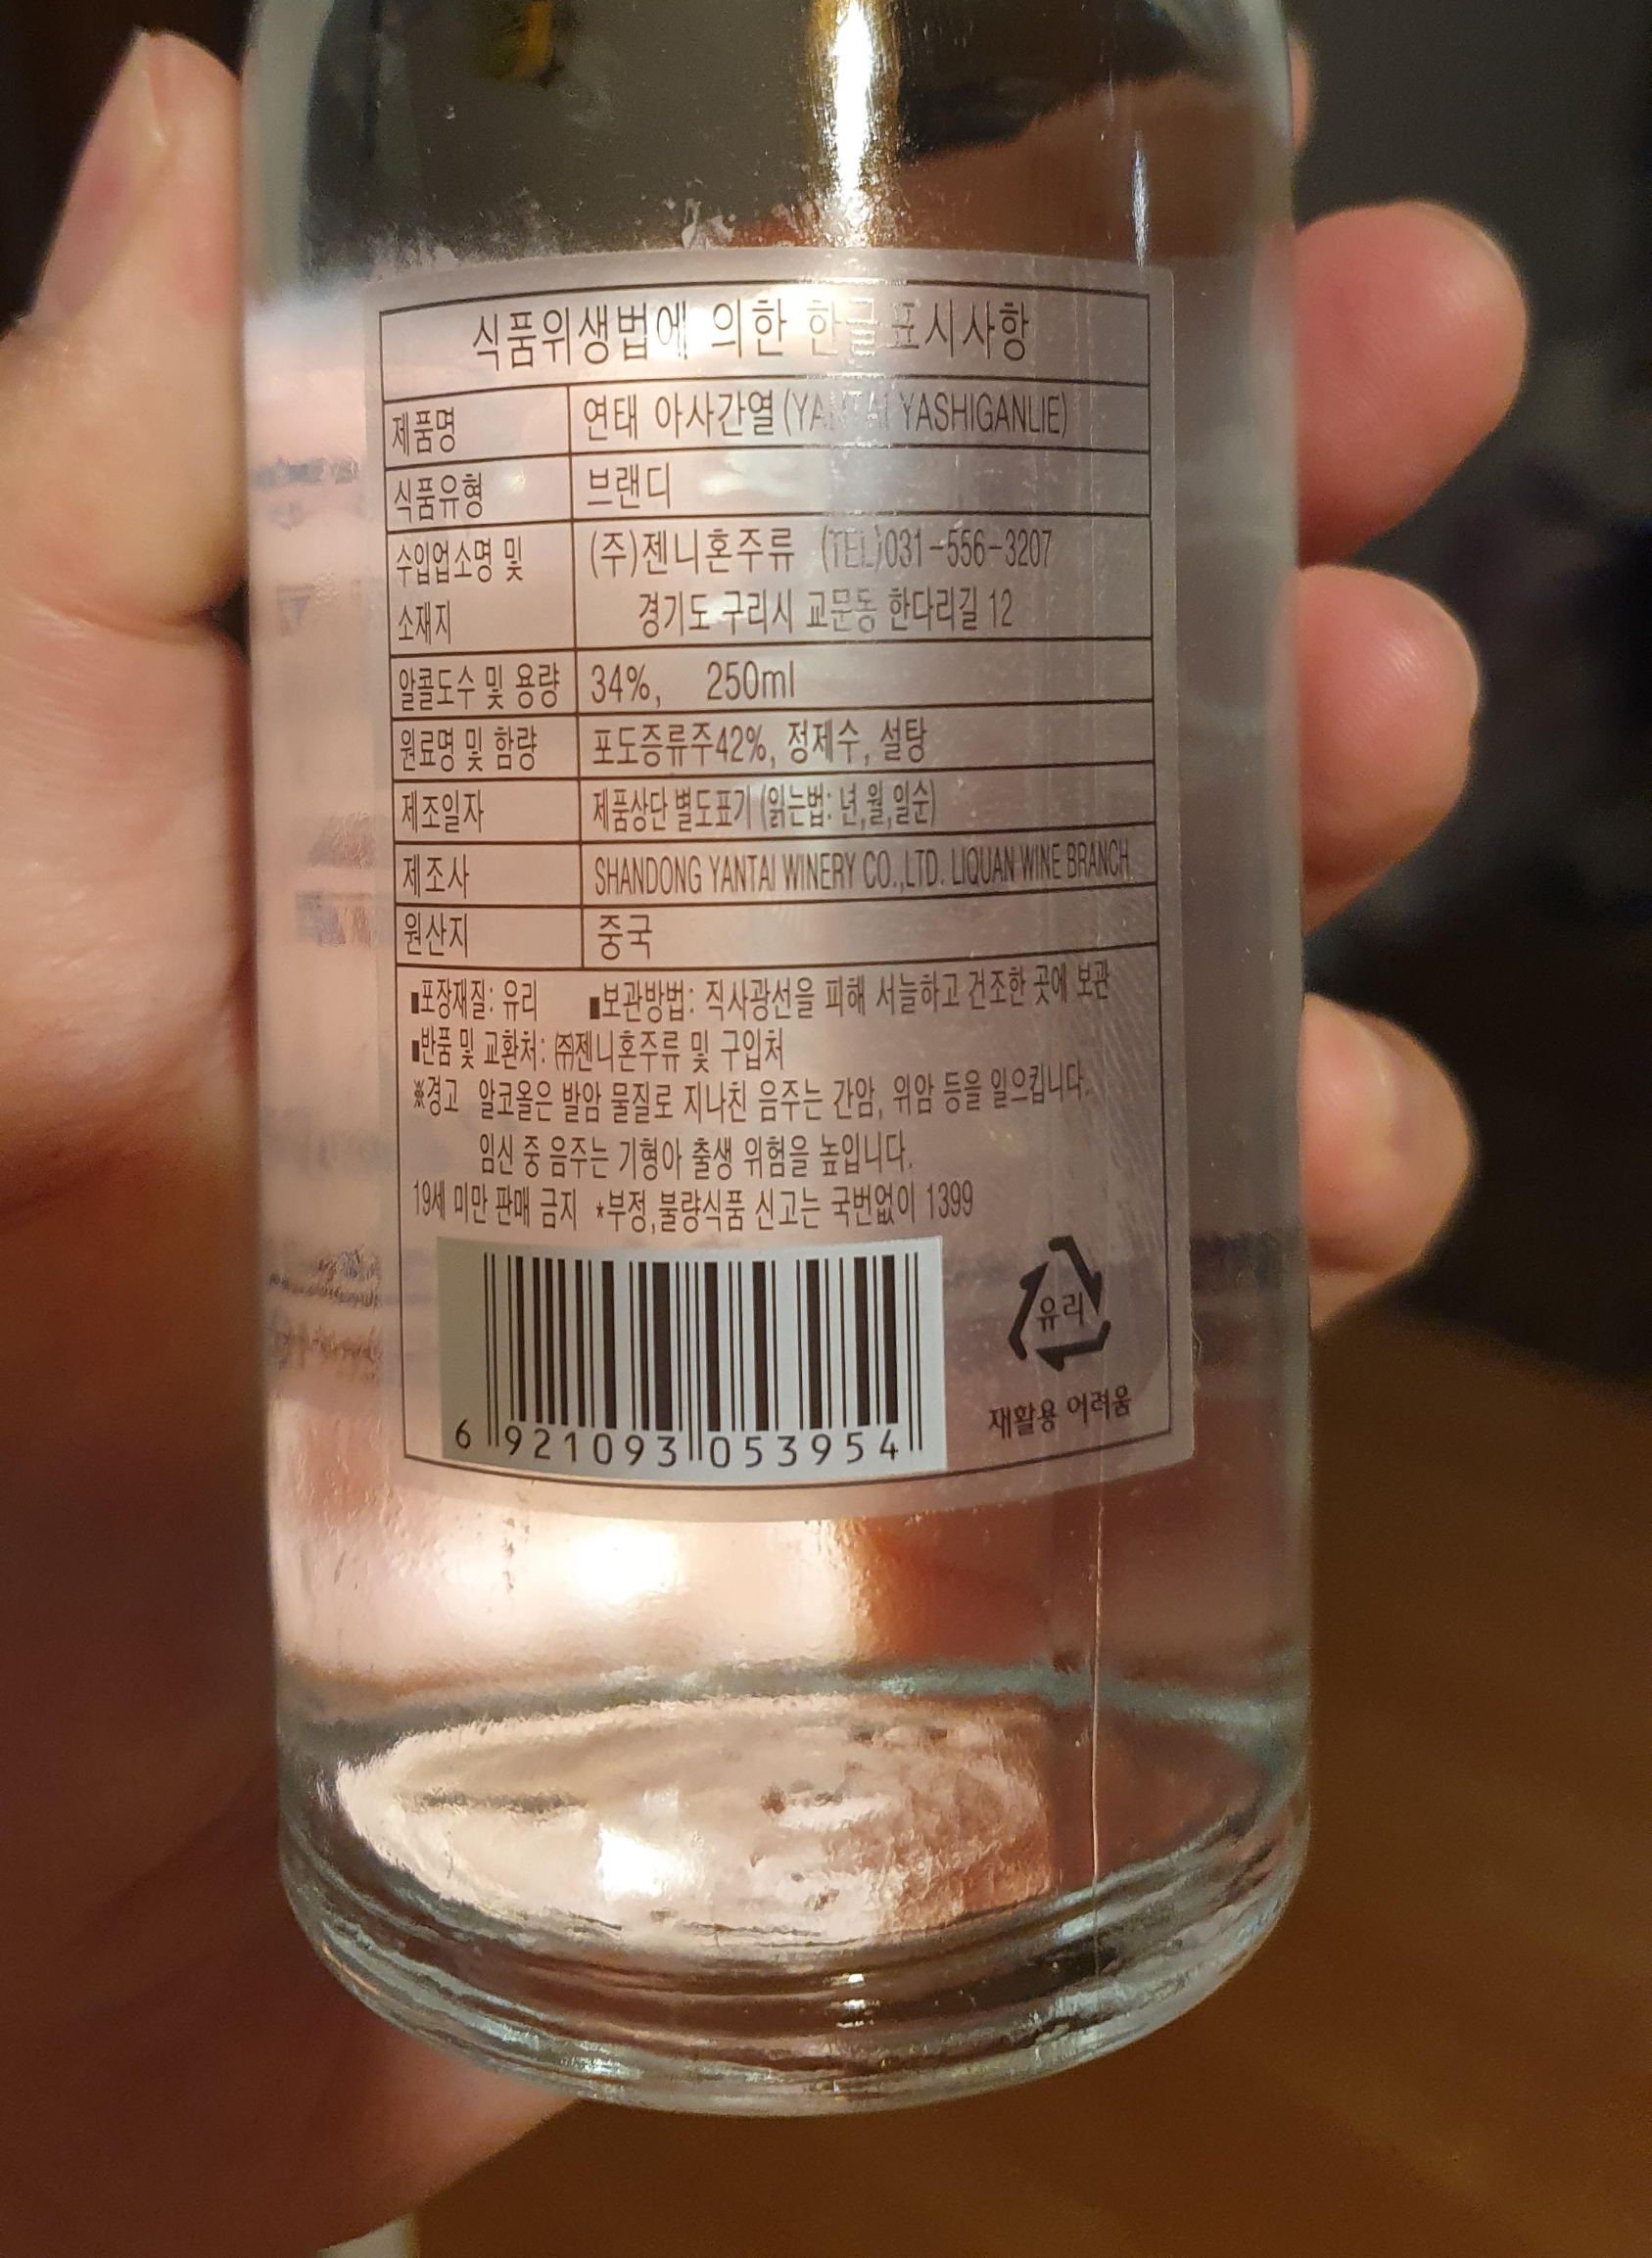 식품위생법에 의한 한글표시사항
제품명 연태 아사간열 (YANTAI YASHIGANLIE)
식품유형 브랜디
수입업소명 및 (주)젠니혼주류 (TEL)031-556-3207
소재지 경기도 구리시 교문동 한다리길 12
알콜도수 및 용량 34%, 250ml
원료명 및 함량 포도증류주42%, 정제수, 설탕
제조일자 제품상단 별도표기 (읽는법: 년,월,일순)
제조사 SHANDONG YANTAI WINERY CO.,LTD. LIQUAN WINE BRANCH
원산지 중국
∎포장재질: 유리 ∎보관방법: 직사광선을 피해 서늘하고 건조한 곳에 보관
∎반품 및 교환처: ㈜젠니혼주류 및 구입처
※경고 알코올은 발암 물질로 지나친 음주는 간암, 위암 등을 일으킵니다.
임신 중 음주는 기형아 출생 위험을 높입니다.
19세 미만 판매 금지 *부정,불량식품 신고는 국번없이 1399
유리
재활용 어려움
6 921093 053954